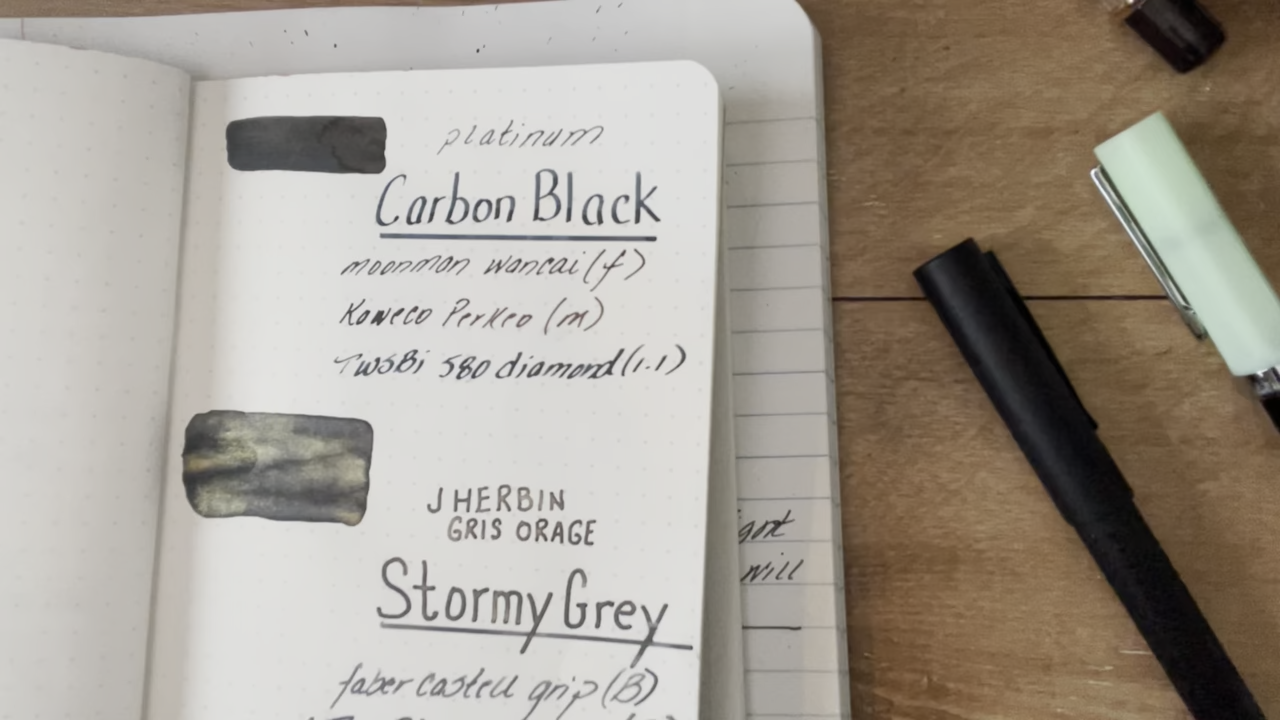 platinum
Carbon Black
moonman wancai (f)
Kaweco Perkeo (m)
TWSBi 580 diamond (1.1)
J HERBIN
GRIS ORAGE
Stormy Grey
faber castell grip (B)
will